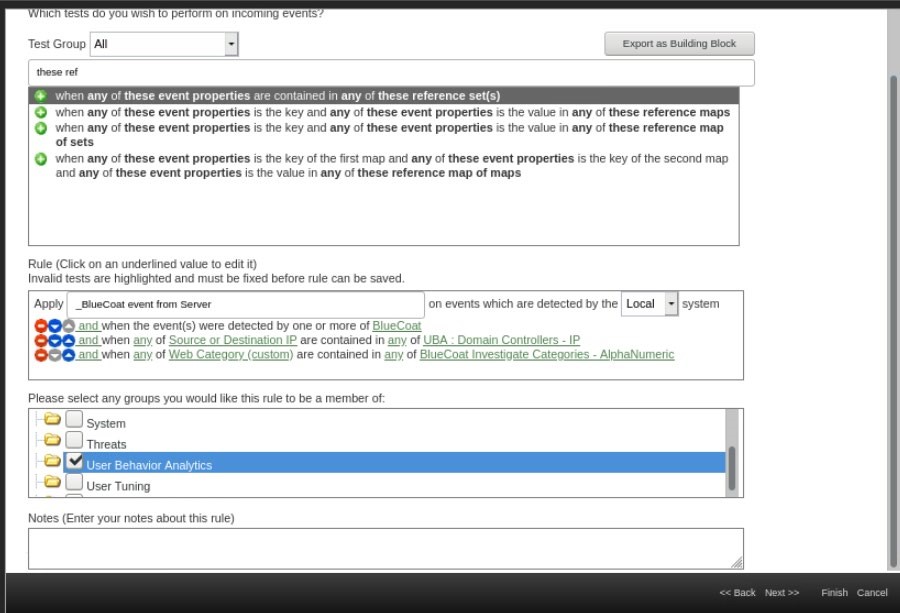 Which tests do you wish to perform on incoming events?
Test Group All Export as Building Block
these ref
when any of these event properties are contained in any of these reference set(s)
when any of these event properties is the key and any of these event properties is the value in any of these reference maps
when any of these event properties is the key and any of these event properties is the value in any of these reference map
of sets
when any of these event properties is the key of the first map and any of these event properties is the key of the second map
and any of these event properties is the value in any of these reference map of maps
Rule (Click on an underlined value to edit it)
Invalid tests are highlighted and must be fixed before rule can be saved.
Apply _BlueCoat event from Server on events which are detected by the Local system
and when the event(s) were detected by one or more of BlueCoat
and when any of Source or Destination IP are contained in any of UBA : Domain Controllers - IP
and when any of Web Category (custom) are contained in any of BlueCoat Investigate Categories - AlphaNumeric
Please select any groups you would like this rule to be a member of:
System
Threats
User Behavior Analytics
User Tuning
Notes (Enter your notes about this rule)
<< Back Next >> Finish Cancel